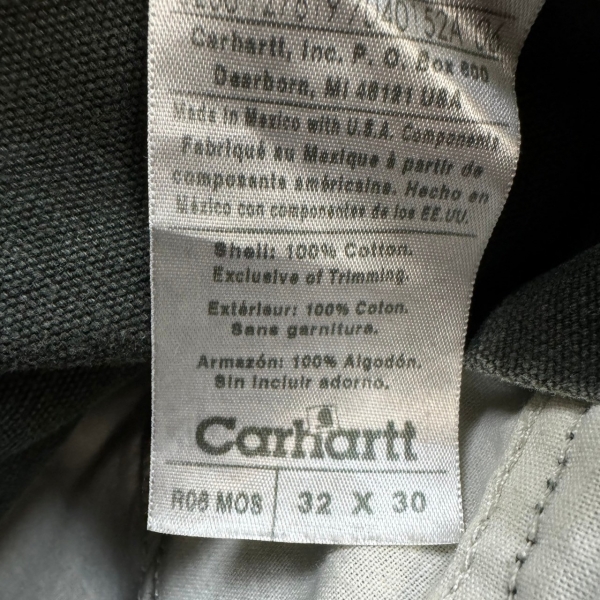 Carhartt, Inc. P. O. Box 600
Dearborn, MI 48121 USA
Made in Mexico with U.S.A. Components
Fabriqué au Mexique à partir de
composants américains. Hecho en
México con componentes de los EE.UU.
Shell: 100% Cotton.
Exclusive of Trimming.
Extérieur: 100% Coton.
Sans garniture.
Armazón: 100% Algodón.
Sin incluir adorno.
Carhartt
R06 MOS 32 X 30